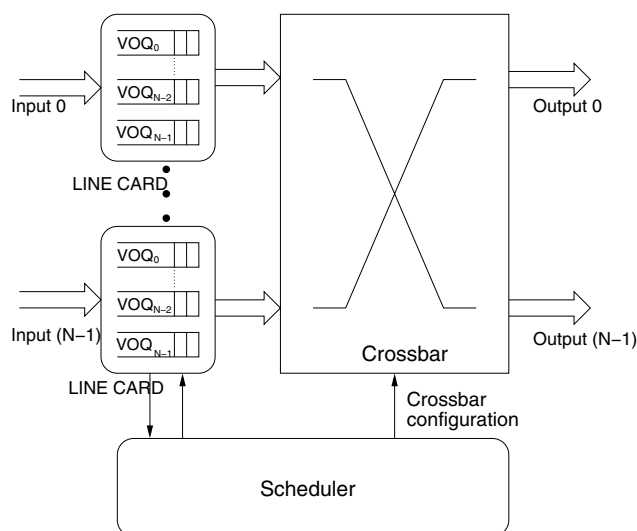 VOQ0
VOQN-2
VOQN-1
Input 0
Output 0
LINE CARD
VOQ0
VOQN-2
VOQN-1
Input (N-1)
Output (N-1)
Crossbar
LINE CARD
Crossbar
configuration
Scheduler